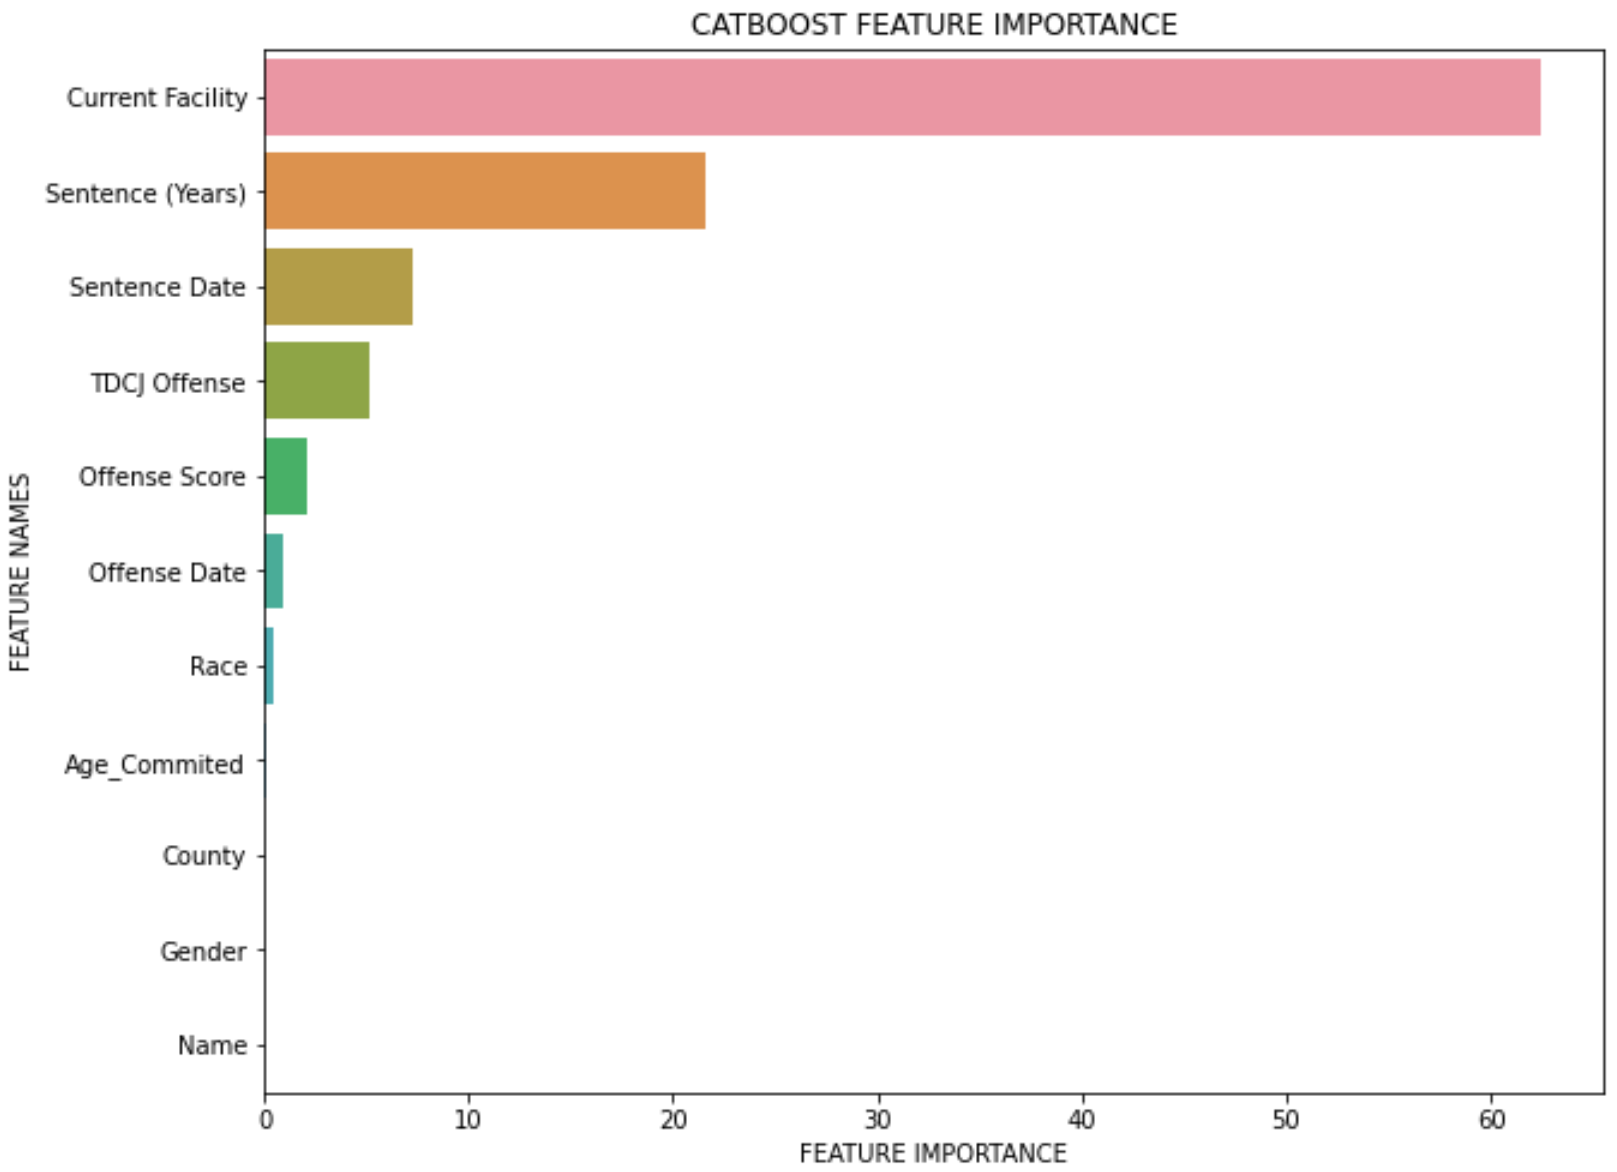 CATBOOST FEATURE IMPORTANCE
Current Facility
Sentence (Years)
Sentence Date
TDCJ Offense
Offense Score
Offense Date
Race
Age_Commited
County
Gender
Name
FEATURE NAMES
0 10 20 30 40 50 60
FEATURE IMPORTANCE